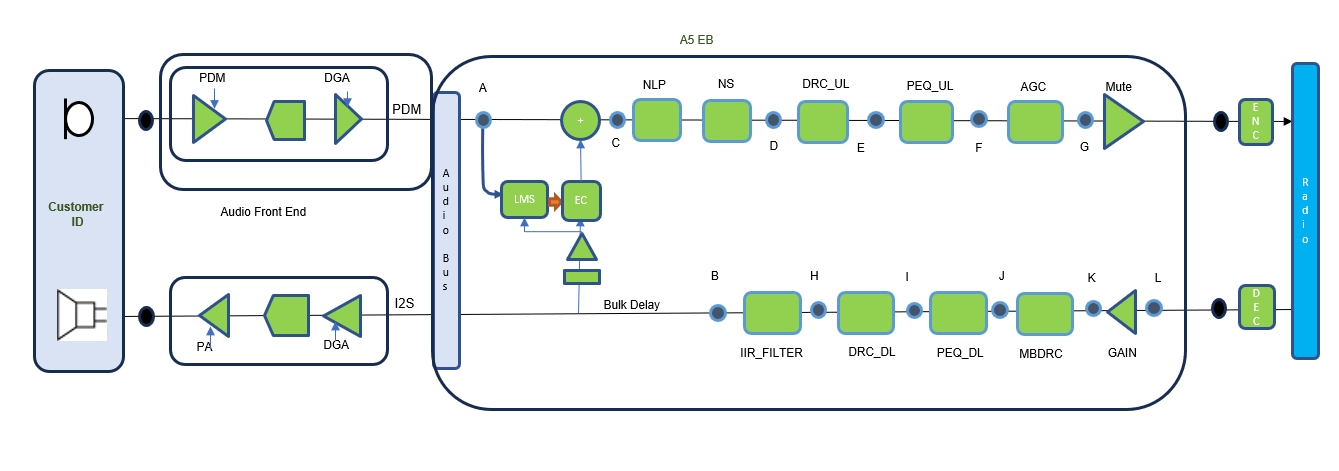 A5 EB
PDM
DGA
PDM
Audio Front End
Customer
ID
PA
DGA
I2S
Audio Bus
A
+
C
NLP
NS
D
DRC_UL
E
PEQ_UL
F
AGC
G
Mute
LMS
EC
Bulk Delay
B
IIR_FILTER
H
DRC_DL
I
PEQ_DL
J
MBDRC
K
GAIN
L
ENC
DEC
Radio